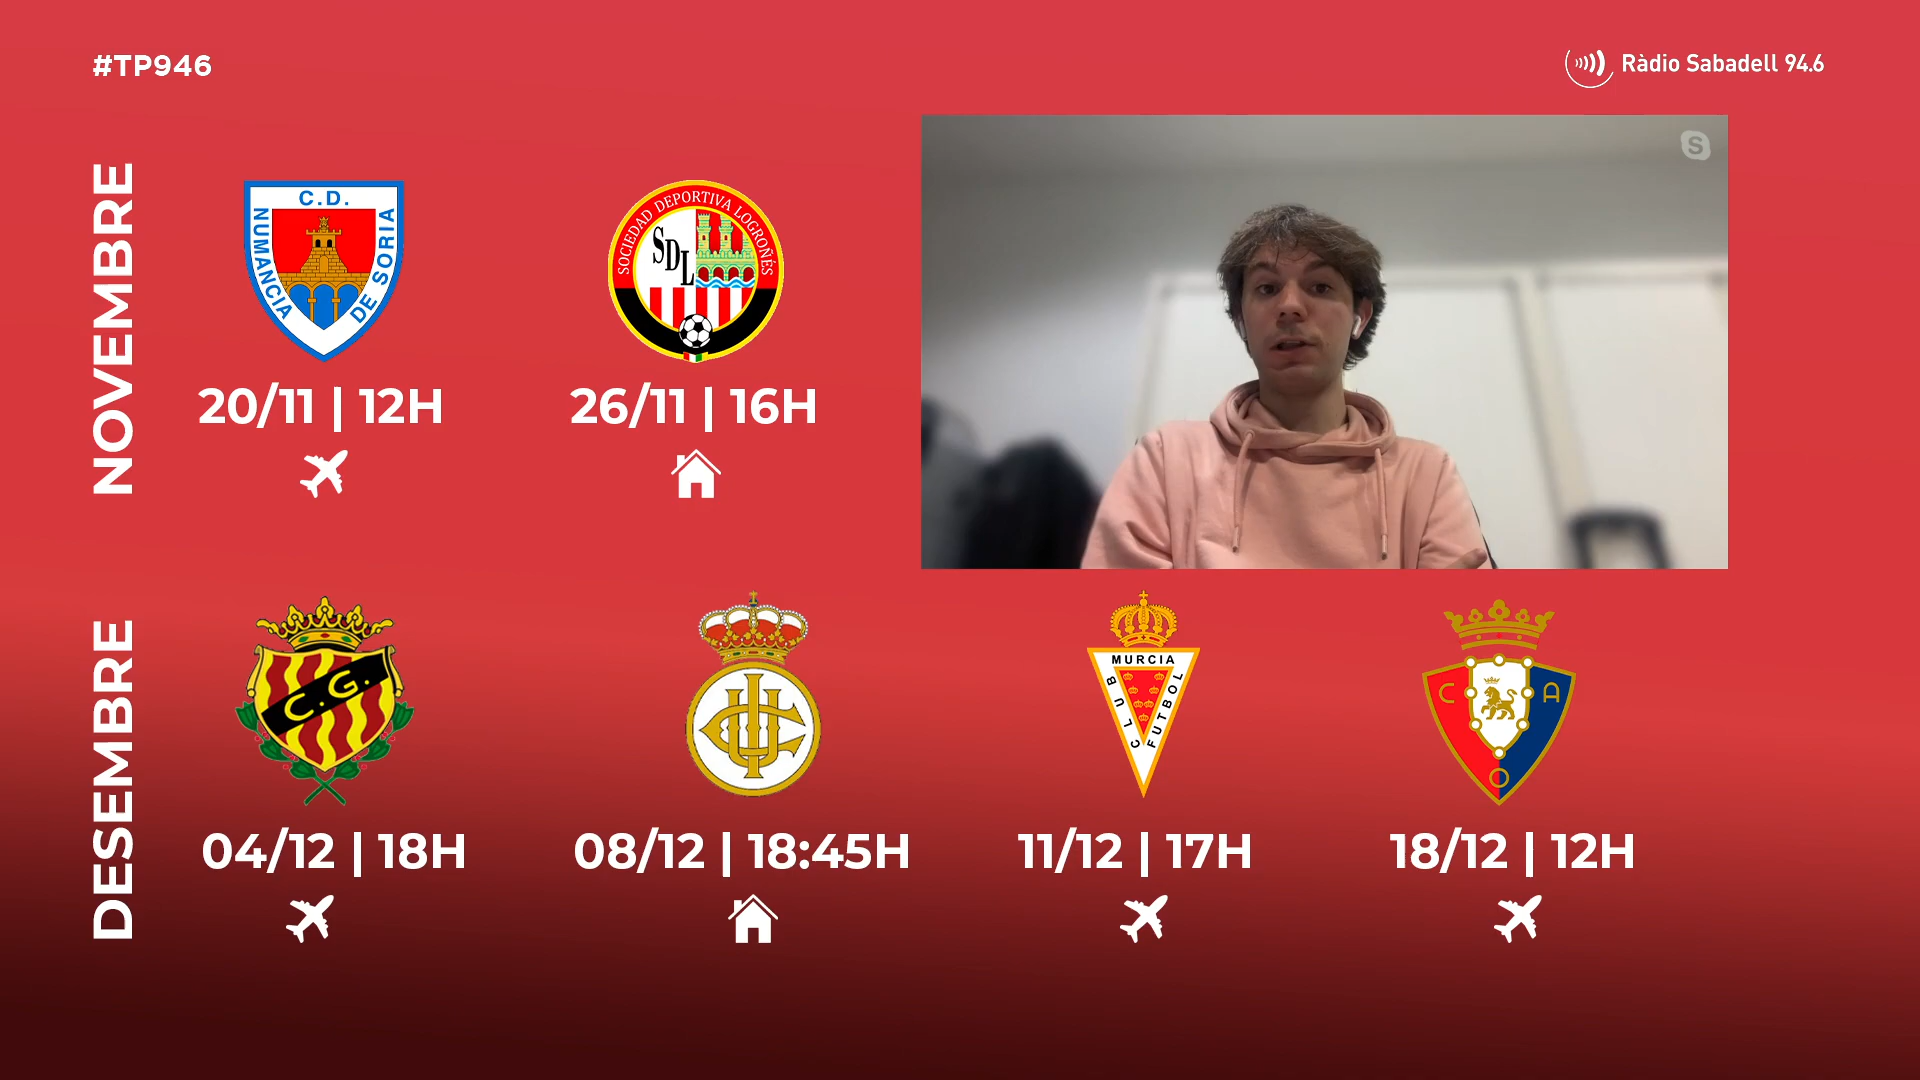 #TP946
Ràdio Sabadell 94.6
S
NOVEMBRE
C.D.
NUMANCIA
DE SORIA
SOCIEDAD DEPORTIVA LOGROÑÉS
SDL
20/11 | 12H
26/11 | 16H
DESEMBRE
C.G.
MURCIA
CLUB
FUTBOL
C A
O
04/12 | 18H
08/12 | 18:45H
11/12 | 17H
18/12 | 12H